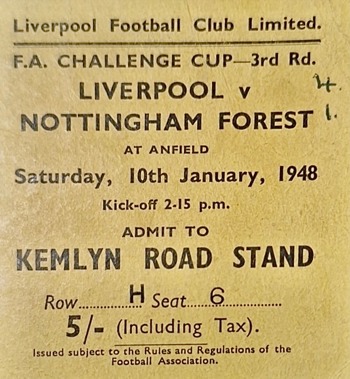 Liverpool Football Club Limited.
F.A. CHALLENGE CUP—3rd Rd.
LIVERPOOL v 4.
NOTTINGHAM FOREST 1.
AT ANFIELD
Saturday, 10th January, 1948
Kick-off 2-15 p.m.
ADMIT TO
KEMLYN ROAD STAND
Row..............H Seat....6...............
5/- (Including Tax).
Issued subject to the Rules and Regulations of the
Football Association.